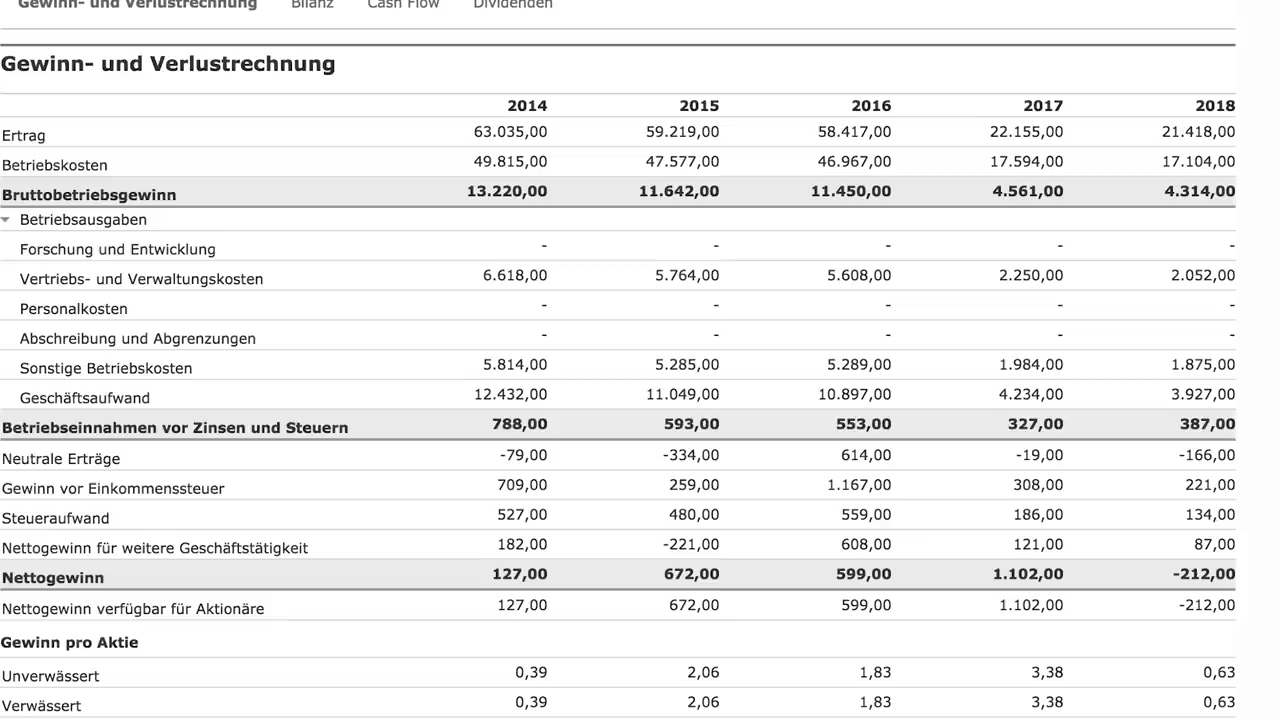 Gewinn- und Verlustrechnung Bilanz Cash Flow Dividenden
Gewinn- und Verlustrechnung
2014 2015 2016 2017 2018
Ertrag 63.035,00 59.219,00 58.417,00 22.155,00 21.418,00
Betriebskosten 49.815,00 47.577,00 46.967,00 17.594,00 17.104,00
Bruttobetriebsgewinn 13.220,00 11.642,00 11.450,00 4.561,00 4.314,00
Betriebsausgaben
Forschung und Entwicklung - - - - -
Vertriebs- und Verwaltungskosten 6.618,00 5.764,00 5.608,00 2.250,00 2.052,00
Personalkosten - - - - -
Abschreibung und Abgrenzungen - - - - -
Sonstige Betriebskosten 5.814,00 5.285,00 5.289,00 1.984,00 1.875,00
Geschäftsaufwand 12.432,00 11.049,00 10.897,00 4.234,00 3.927,00
Betriebseinnahmen vor Zinsen und Steuern 788,00 593,00 553,00 327,00 387,00
Neutrale Erträge -79,00 -334,00 614,00 -19,00 -166,00
Gewinn vor Einkommenssteuer 709,00 259,00 1.167,00 308,00 221,00
Steueraufwand 527,00 480,00 559,00 186,00 134,00
Nettogewinn für weitere Geschäftstätigkeit 182,00 -221,00 608,00 121,00 87,00
Nettogewinn 127,00 672,00 599,00 1.102,00 -212,00
Nettogewinn verfügbar für Aktionäre 127,00 672,00 599,00 1.102,00 -212,00
Gewinn pro Aktie
Unverwässert 0,39 2,06 1,83 3,38 0,63
Verwässert 0,39 2,06 1,83 3,38 0,63